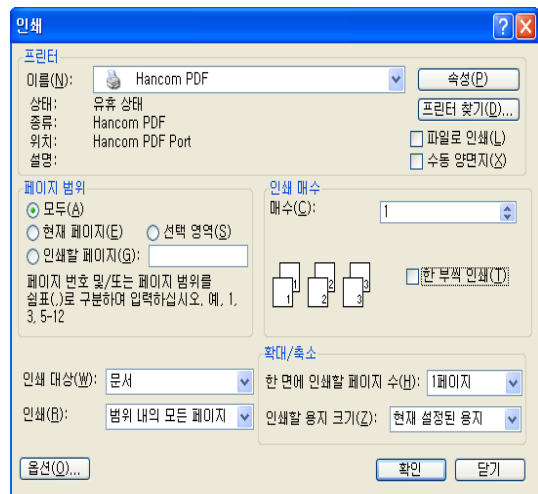 인쇄
프린터
이름(N): Hancom PDF 속성(P)
상태: 유휴 상태 프린터 찾기(D)...
종류: Hancom PDF
위치: Hancom PDF Port 파일로 인쇄(L)
설명: 수동 양면지(X)
페이지 범위
모두(A)
현재 페이지(E) 선택 영역(S)
인쇄할 페이지(G):
페이지 번호 및/또는 페이지 범위를
쉼표(,)로 구분하여 입력하십시오. 예, 1,
3, 5-12
인쇄 매수
매수(C): 1
1 1 2 2 3 3
한 부씩 인쇄(T)
인쇄 대상(W): 문서
인쇄(R): 범위 내의 모든 페이지
확대/축소
한 면에 인쇄할 페이지 수(H): 1페이지
인쇄할 용지 크기(Z): 현재 설정된 용지
옵션(O)... 확인 닫기